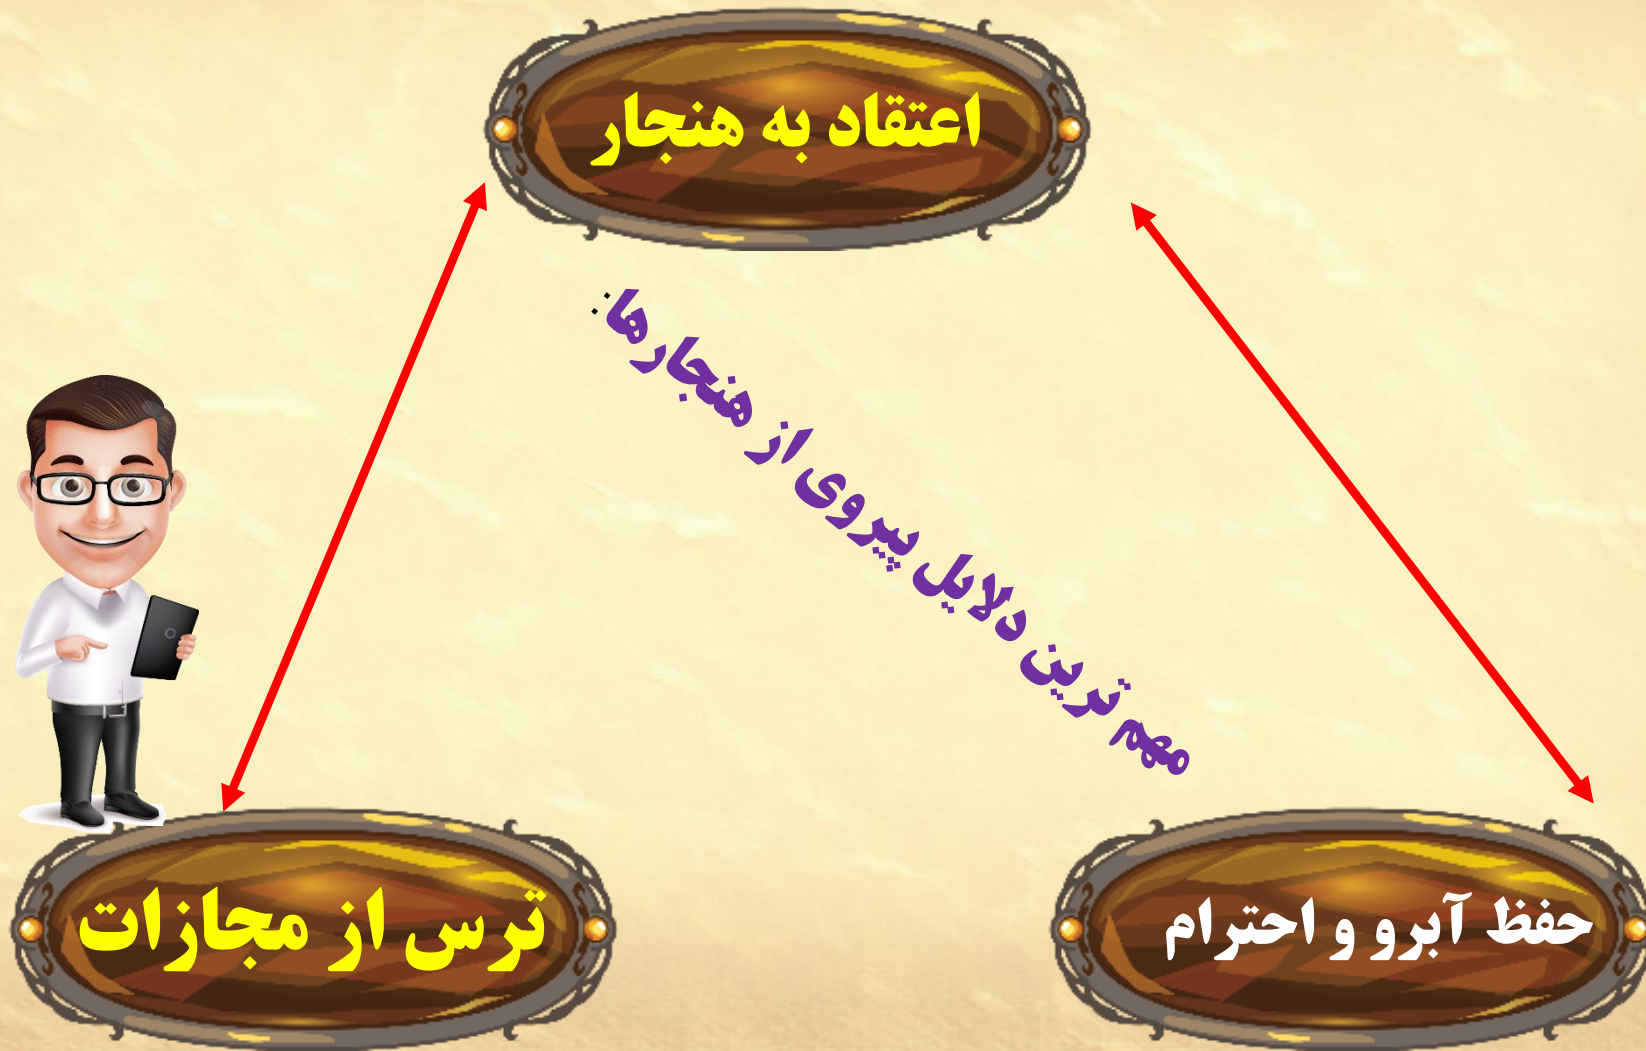 اعتقاد به هنجار
مهم ترین دلایل پیروی از هنجارها:
حفظ آبرو و احترام
ترس از مجازات